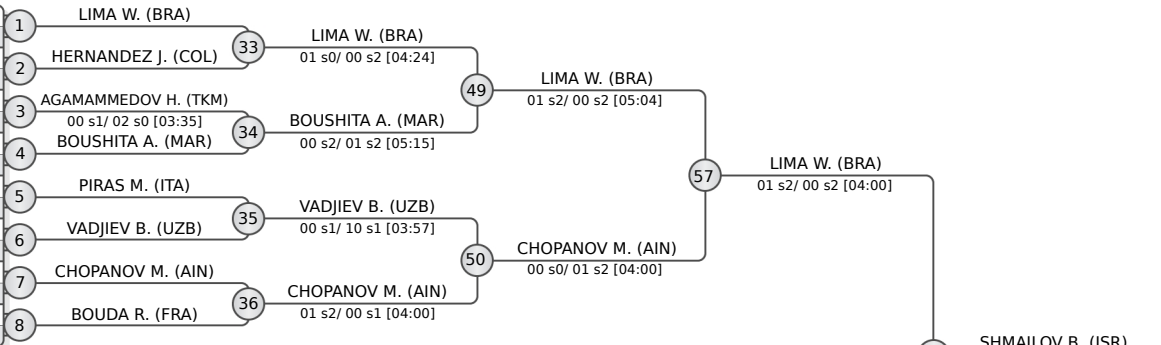 1
LIMA W. (BRA)
2
HERNANDEZ J. (COL)
33
LIMA W. (BRA)
01 s0/ 00 s2 [04:24]
3
AGAMAMMEDOV H. (TKM)
00 s1/ 02 s0 [03:35]
4
BOUSHITA A. (MAR)
34
BOUSHITA A. (MAR)
00 s2/ 01 s2 [05:15]
49
LIMA W. (BRA)
01 s2/ 00 s2 [05:04]
5
PIRAS M. (ITA)
6
VADJIEV B. (UZB)
35
VADJIEV B. (UZB)
00 s1/ 10 s1 [03:57]
7
CHOPANOV M. (AIN)
8
BOUDA R. (FRA)
36
CHOPANOV M. (AIN)
01 s2/ 00 s1 [04:00]
50
CHOPANOV M. (AIN)
00 s0/ 01 s2 [04:00]
57
LIMA W. (BRA)
01 s2/ 00 s2 [04:00]
SHMAILOV B. (ISR)